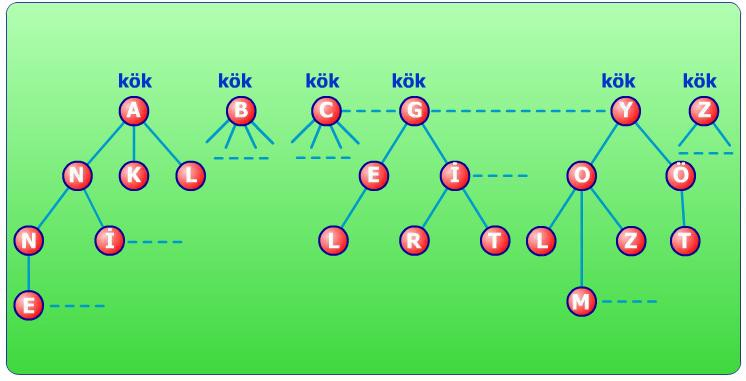 kök kök kök kök kök kök
A B C G Y Z
N K L E İ O Ö
N İ L R T L Z T
E M